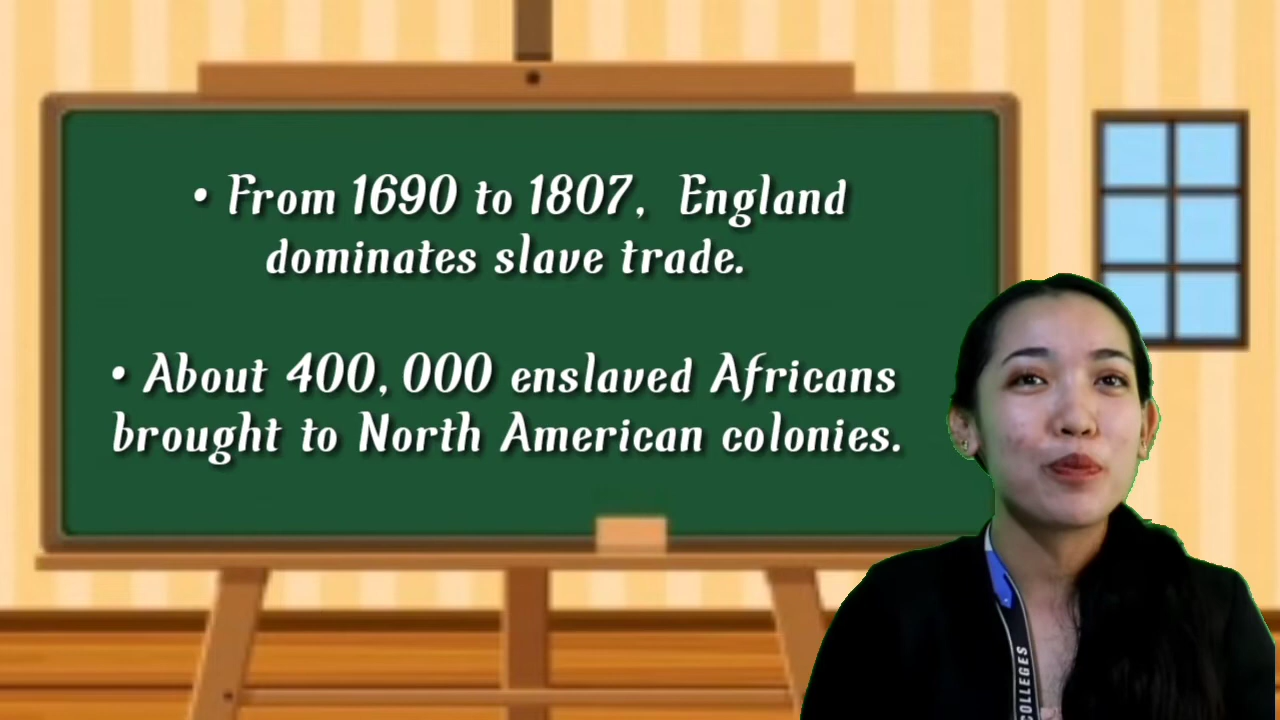 • From 1690 to 1807,  England
dominates slave trade.
• About 400,000 enslaved Africans
brought to North American colonies.
COLLEGES